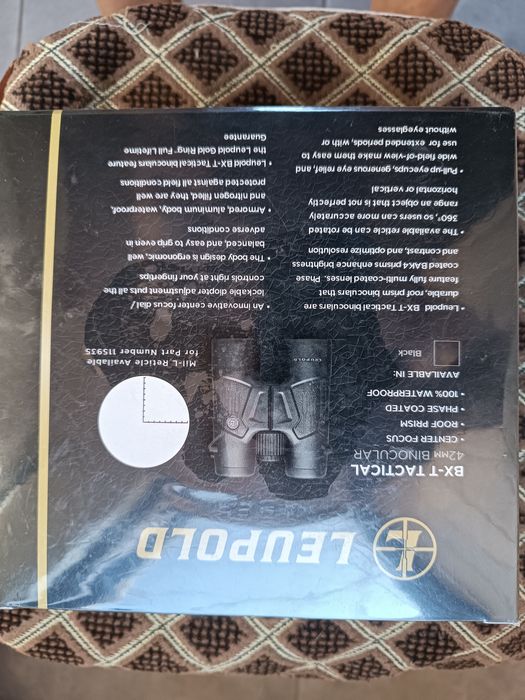 LEUPOLD
BX-T TACTICAL
42MM BINOCULAR
• CENTER FOCUS
• ROOF PRISM
• PHASE COATED
• 100% WATERPROOF
AVAILABLE IN:
Black
Mil-L Reticle Available
for Part Number 115935
• Leupold BX-T Tactical binoculars are
durable, roof prism binoculars that
feature fully multi-coated lenses. Phase
coated BAK4 prisms enhance brightness
and contrast, and optimize resolution
• The available reticle can be rotated
360°, so users can more accurately
range an object that is not perfectly
horizontal or vertical
• Pull-up eyecups, generous eye relief, and
wide field-of-view make them easy to
use for extended periods, with or
without eyeglasses
• An innovative center focus dial/
lockable diopter adjustment puts all the
controls right at your fingertips
• The body design is ergonomic, well
balanced, and easy to grip even in
adverse conditions
• Armored, aluminum body, waterproof,
and nitrogen filled, they are well
protected against all field conditions
• Leupold BX-T Tactical binoculars feature
the Leupold Gold Ring™ Full Lifetime
Guarantee
LEUPOLD